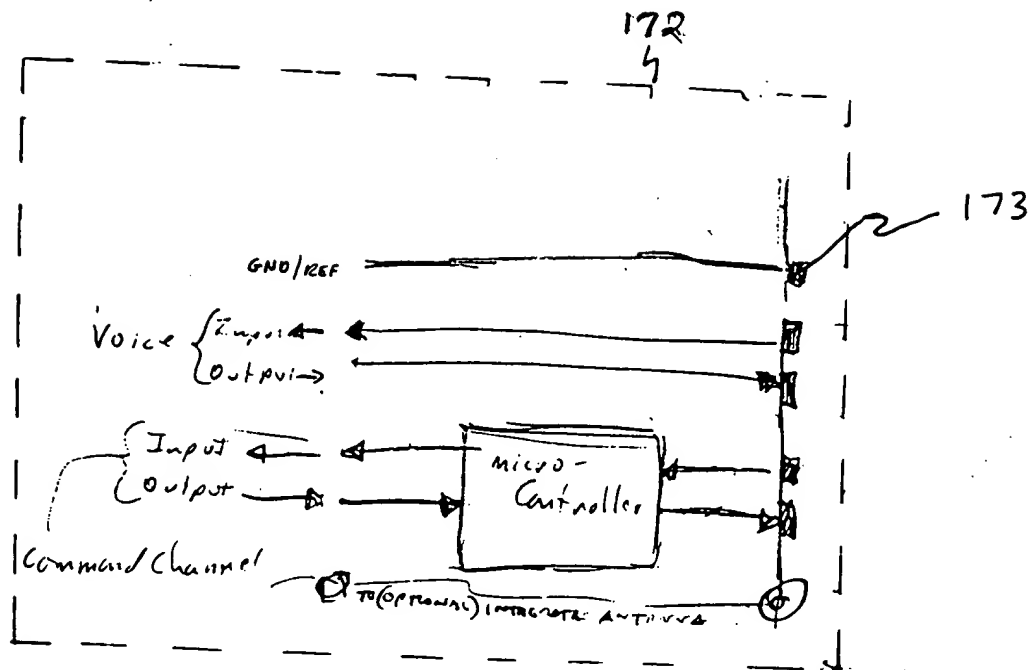 172
173
GND/REF
Voice
Input
Output
Input
Output
micro-
Controller
Command Channel
TO (OPTIONAL) INTEGRATE ANTENNA